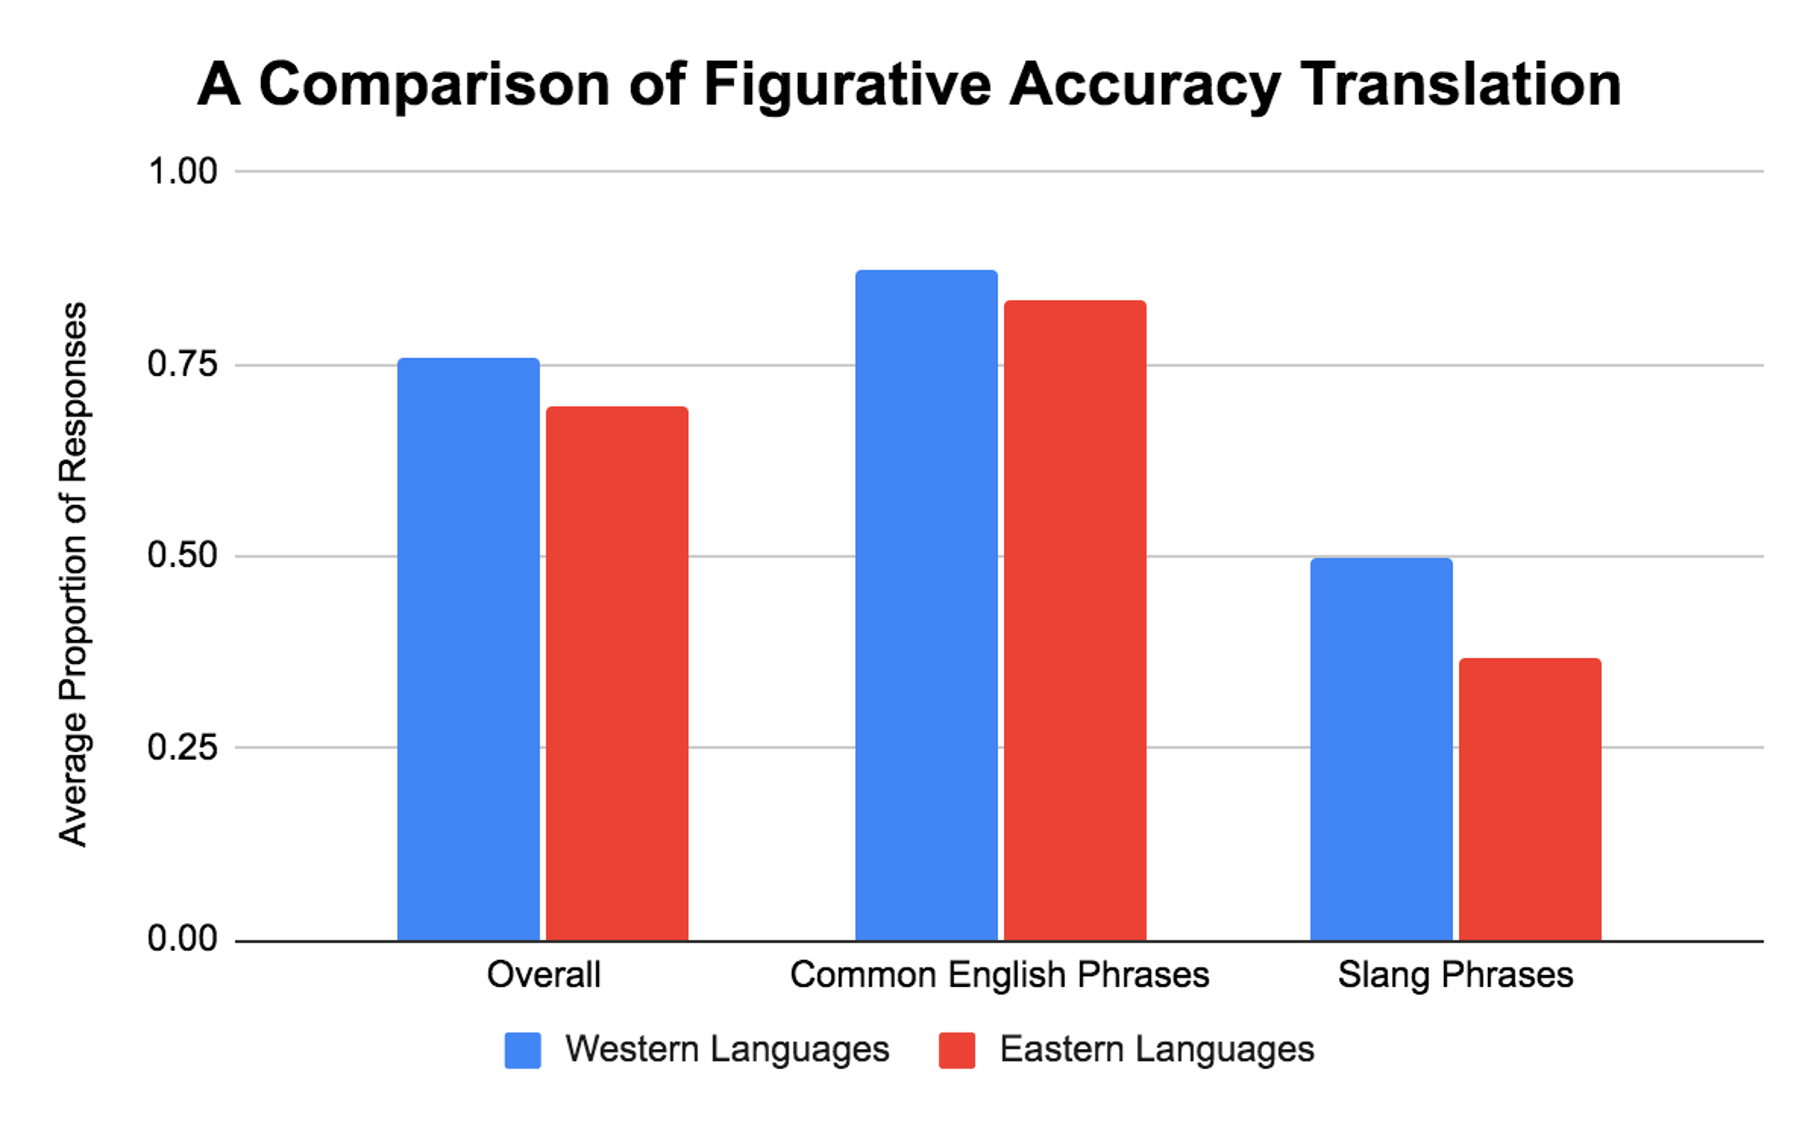 A Comparison of Figurative Accuracy Translation
Average Proportion of Responses
1.00
0.75
0.50
0.25
0.00
Overall
Common English Phrases
Slang Phrases
Western Languages
Eastern Languages